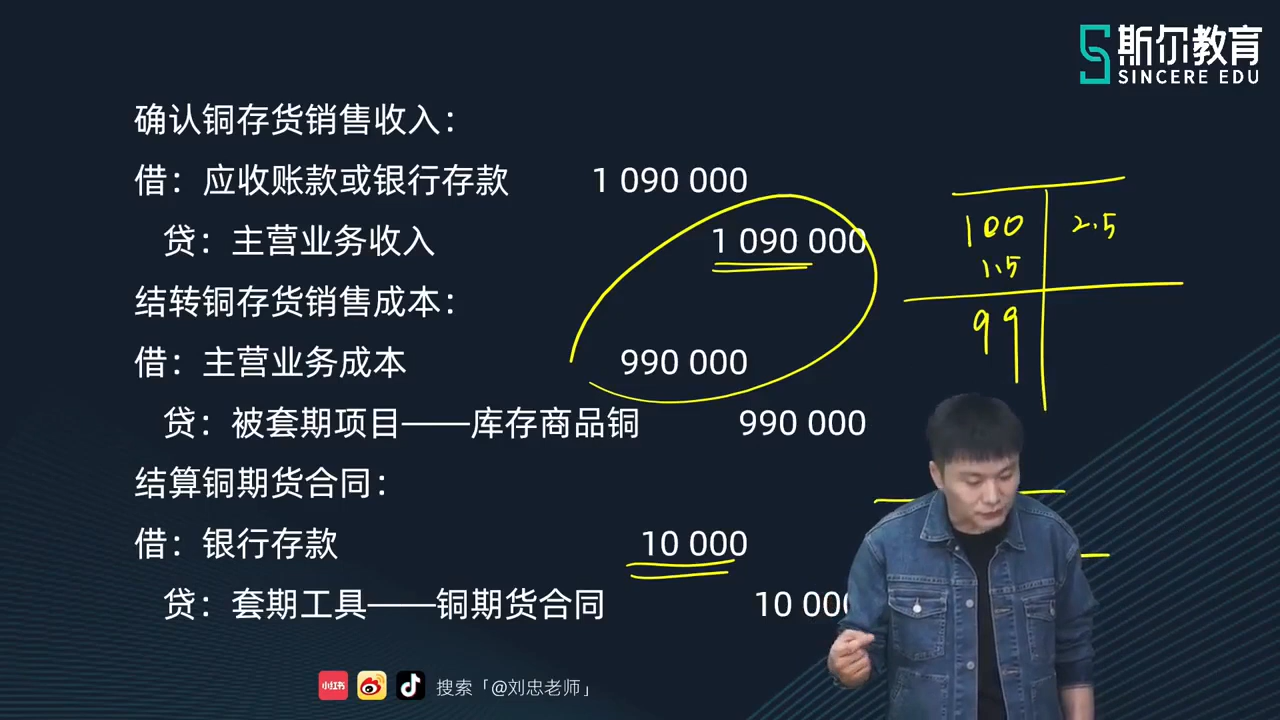 斯尔教育
SINCERE EDU
确认铜存货销售收入：
借：应收账款或银行存款 1 090 000
贷：主营业务收入 1 090 000
结转铜存货销售成本：
借：主营业务成本 990 000
贷：被套期项目——库存商品铜 990 000
结算铜期货合同：
借：银行存款 10 000
贷：套期工具——铜期货合同 10 000
100 2.5
1.5
99
小红书
搜索「@刘忠老师」